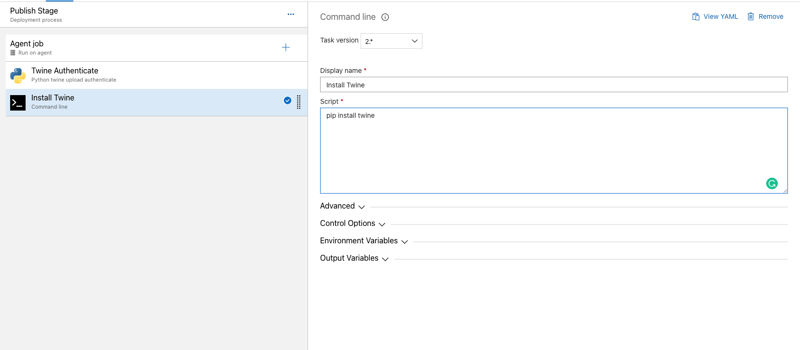 Publish Stage
Deployment process
Agent job
Run on agent
Twine Authenticate
Python twine upload authenticate
Install Twine
Command line
Command line
View YAML
Remove
Task version
2.*
Display name *
Install Twine
Script *
pip install twine
Advanced
Control Options
Environment Variables
Output Variables